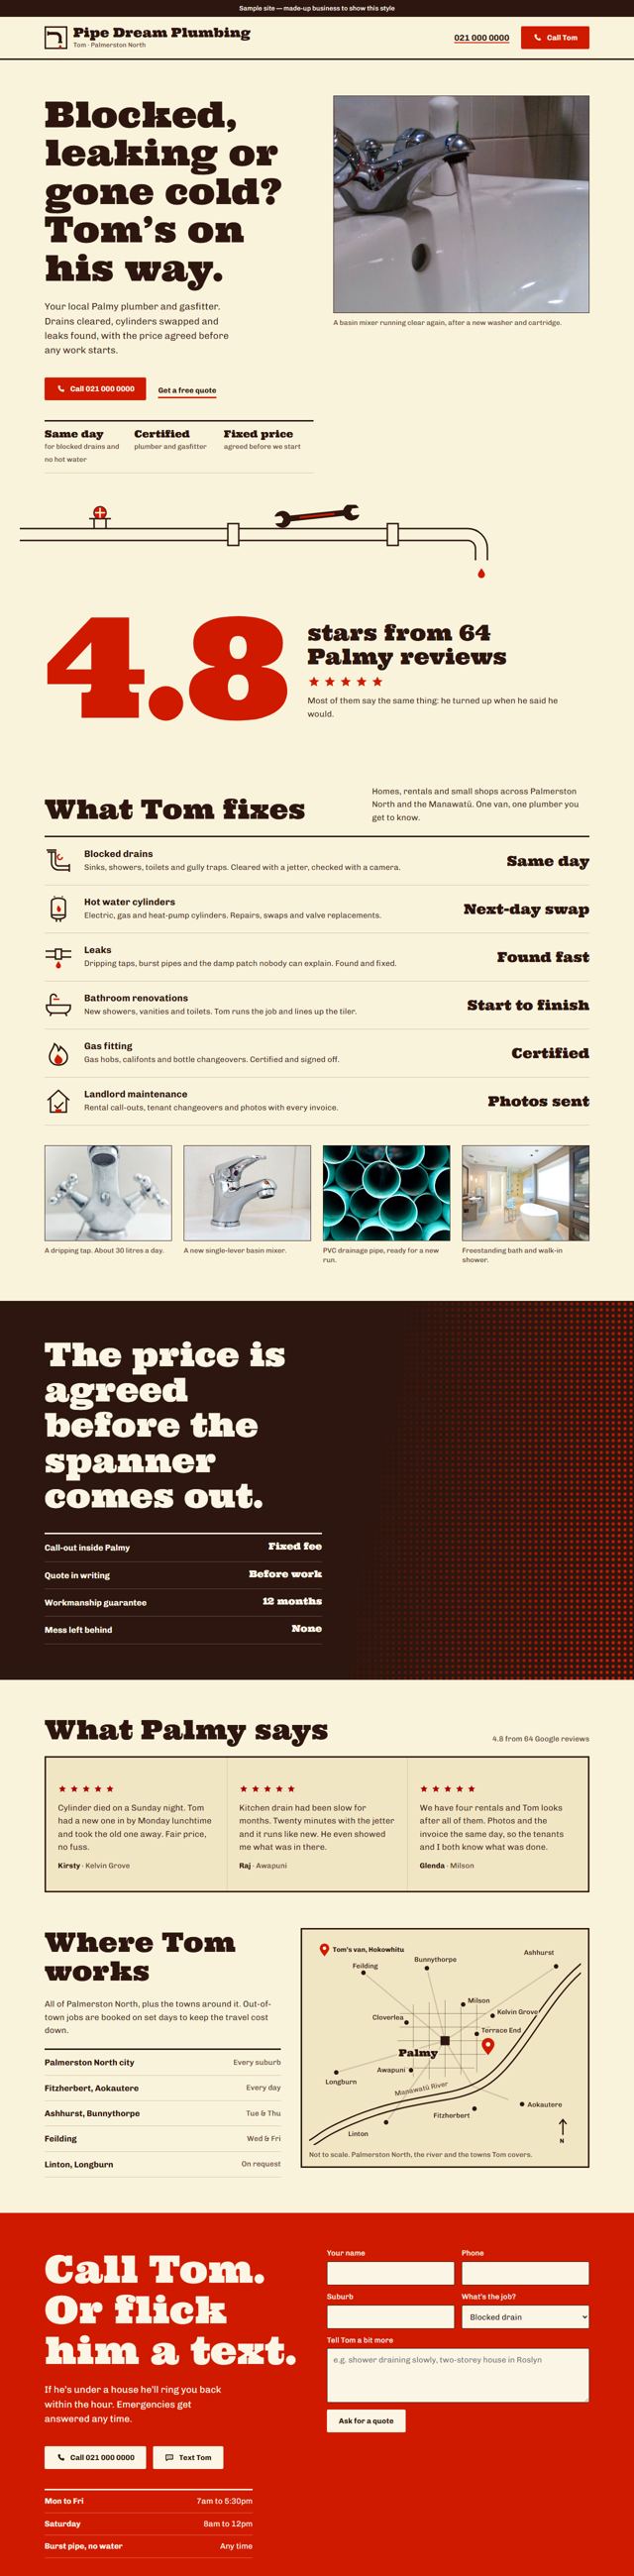 Sample site — made-up business to show this style
Pipe Dream Plumbing
Tom · Palmerston North
021 000 0000
Call Tom
Blocked,
leaking or
gone cold?
Tom's on
his way.
Your local Palmy plumber and gasfitter.
Drains cleared, cylinders swapped and
leaks found, with the price agreed before
any work starts.
Call 021 000 0000
Get a free quote
A basin mixer running clear again, after a new washer and cartridge.
Same day
for blocked drains and
no hot water
Certified
plumber and gasfitter
Fixed price
agreed before we start
4.8
stars from 64
Palmy reviews
Most of them say the same thing: he turned up when he said he
would.
What Tom fixes
Homes, rentals and small shops across Palmerston
North and the Manawatū. One van, one plumber you
get to know.
Blocked drains
Sinks, showers, toilets and gully traps. Cleared with a jetter, checked with a camera.
Same day
Hot water cylinders
Electric, gas and heat-pump cylinders. Repairs, swaps and valve replacements.
Next-day swap
Leaks
Dripping taps, burst pipes and the damp patch nobody can explain. Found and fixed.
Found fast
Bathroom renovations
New showers, vanities and toilets. Tom runs the job and lines up the tiler.
Start to finish
Gas fitting
Gas hobs, califonts and bottle changeovers. Certified and signed off.
Certified
Landlord maintenance
Rental call-outs, tenant changeovers and photos with every invoice.
Photos sent
A dripping tap. About 30 litres a day.
A new single-lever basin mixer.
PVC drainage pipe, ready for a new
run.
Freestanding bath and walk-in
shower.
The price is
agreed
before the
spanner
comes out.
Call-out inside Palmy
Fixed fee
Quote in writing
Before work
Workmanship guarantee
12 months
Mess left behind
None
What Palmy says
4.8 from 64 Google reviews
Cylinder died on a Sunday night. Tom
had a new one in by Monday lunchtime
and took the old one away. Fair price,
no fuss.
Kirsty · Kelvin Grove
Kitchen drain had been slow for
months. Twenty minutes with the jetter
and it runs like new. He even showed
me what was in there.
Raj · Awapuni
We have four rentals and Tom looks
after all of them. Photos and the
invoice the same day, so the tenants
and I both know what was done.
Glenda · Milson
Where Tom
works
All of Palmerston North, plus the towns around it. Out-of-
town jobs are booked on set days to keep the travel cost
down.
Palmerston North city
Every suburb
Fitzherbert, Aokautere
Every day
Ashhurst, Bunnythorpe
Tue & Thu
Feilding
Wed & Fri
Linton, Longburn
On request
Tom's van, Hokowhitu
Feilding
Bunnythorpe
Ashhurst
Milson
Kelvin Grove
Cloverlea
Terrace End
Palmy
Awapuni
Longburn
Manawatū River
Aokautere
Fitzherbert
Linton
N
Not to scale. Palmerston North, the river and the towns Tom covers.
Call Tom.
Or flick
him a text.
If he's under a house he'll ring you back
within the hour. Emergencies get
answered any time.
Call 021 000 0000
Text Tom
Mon to Fri
7am to 5:30pm
Saturday
8am to 12pm
Burst pipe, no water
Any time
Your name
Phone
Suburb
What's the job?
Blocked drain
Tell Tom a bit more
e.g. shower draining slowly, two-storey house in Roslyn
Ask for a quote